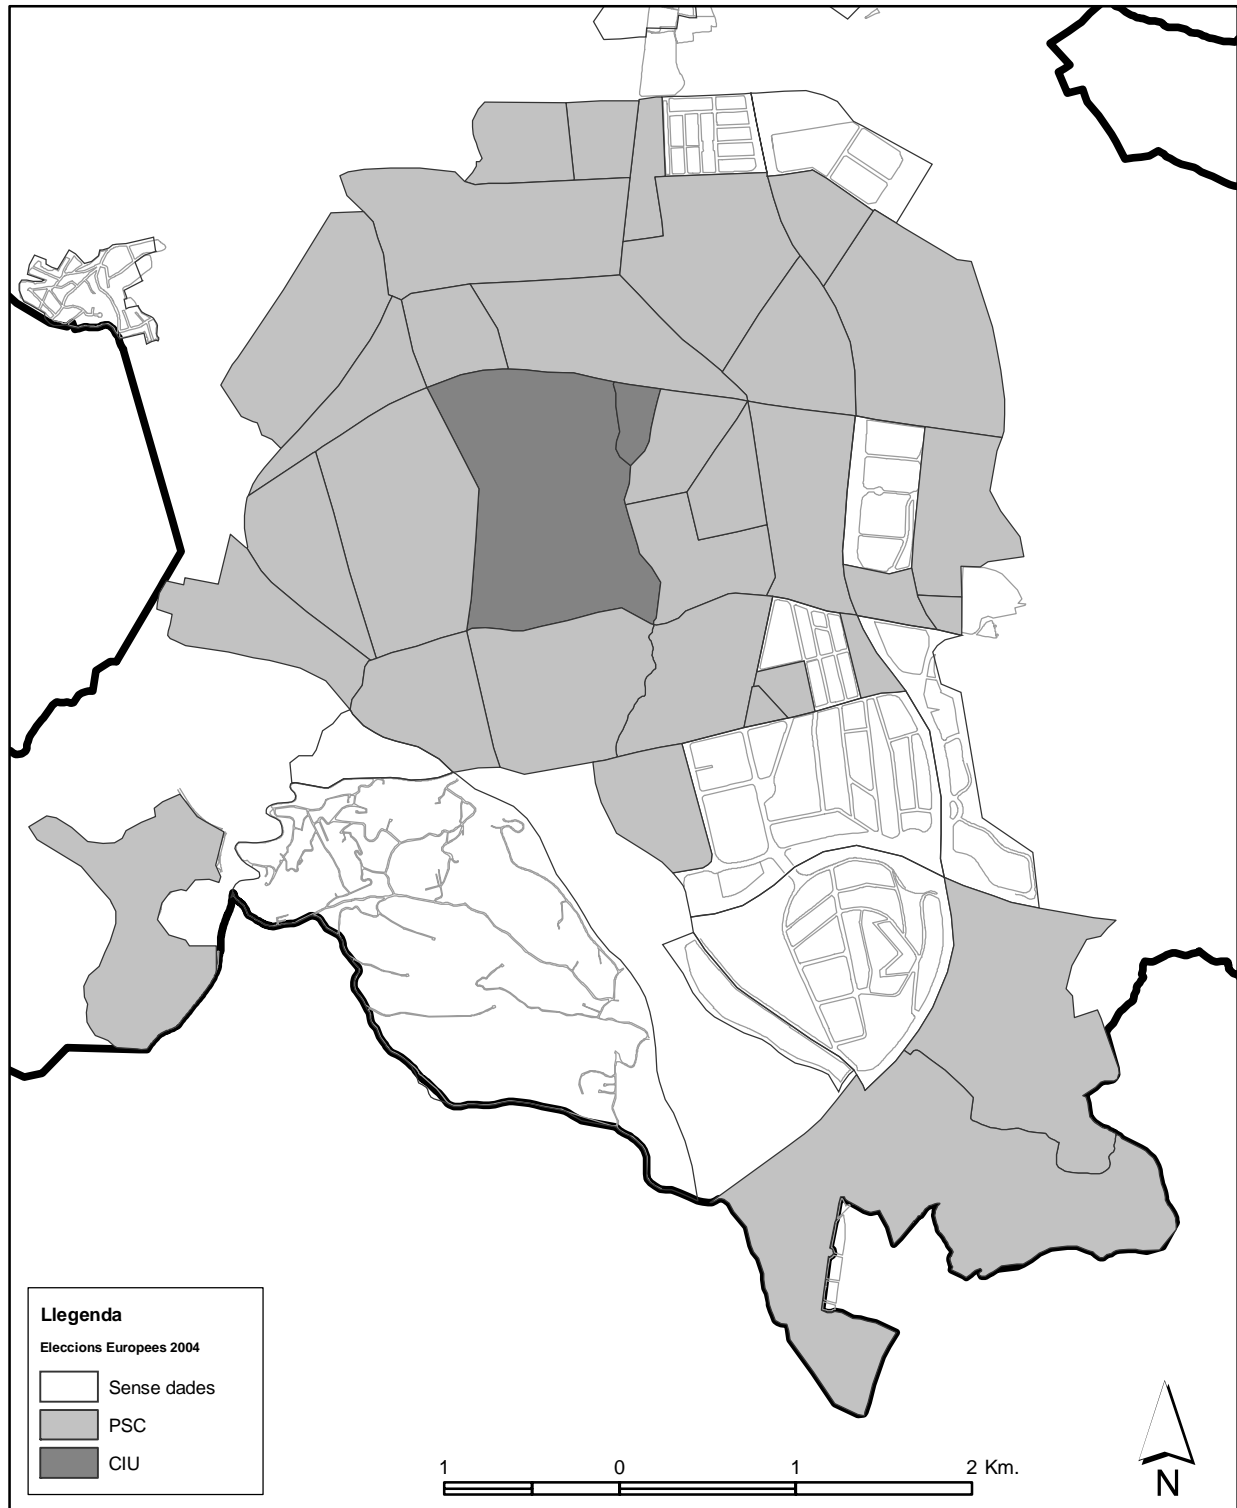 Llegenda
Eleccions Europees 2004
Sense dades
PSC
CIU
1 0 1 2 Km.
N